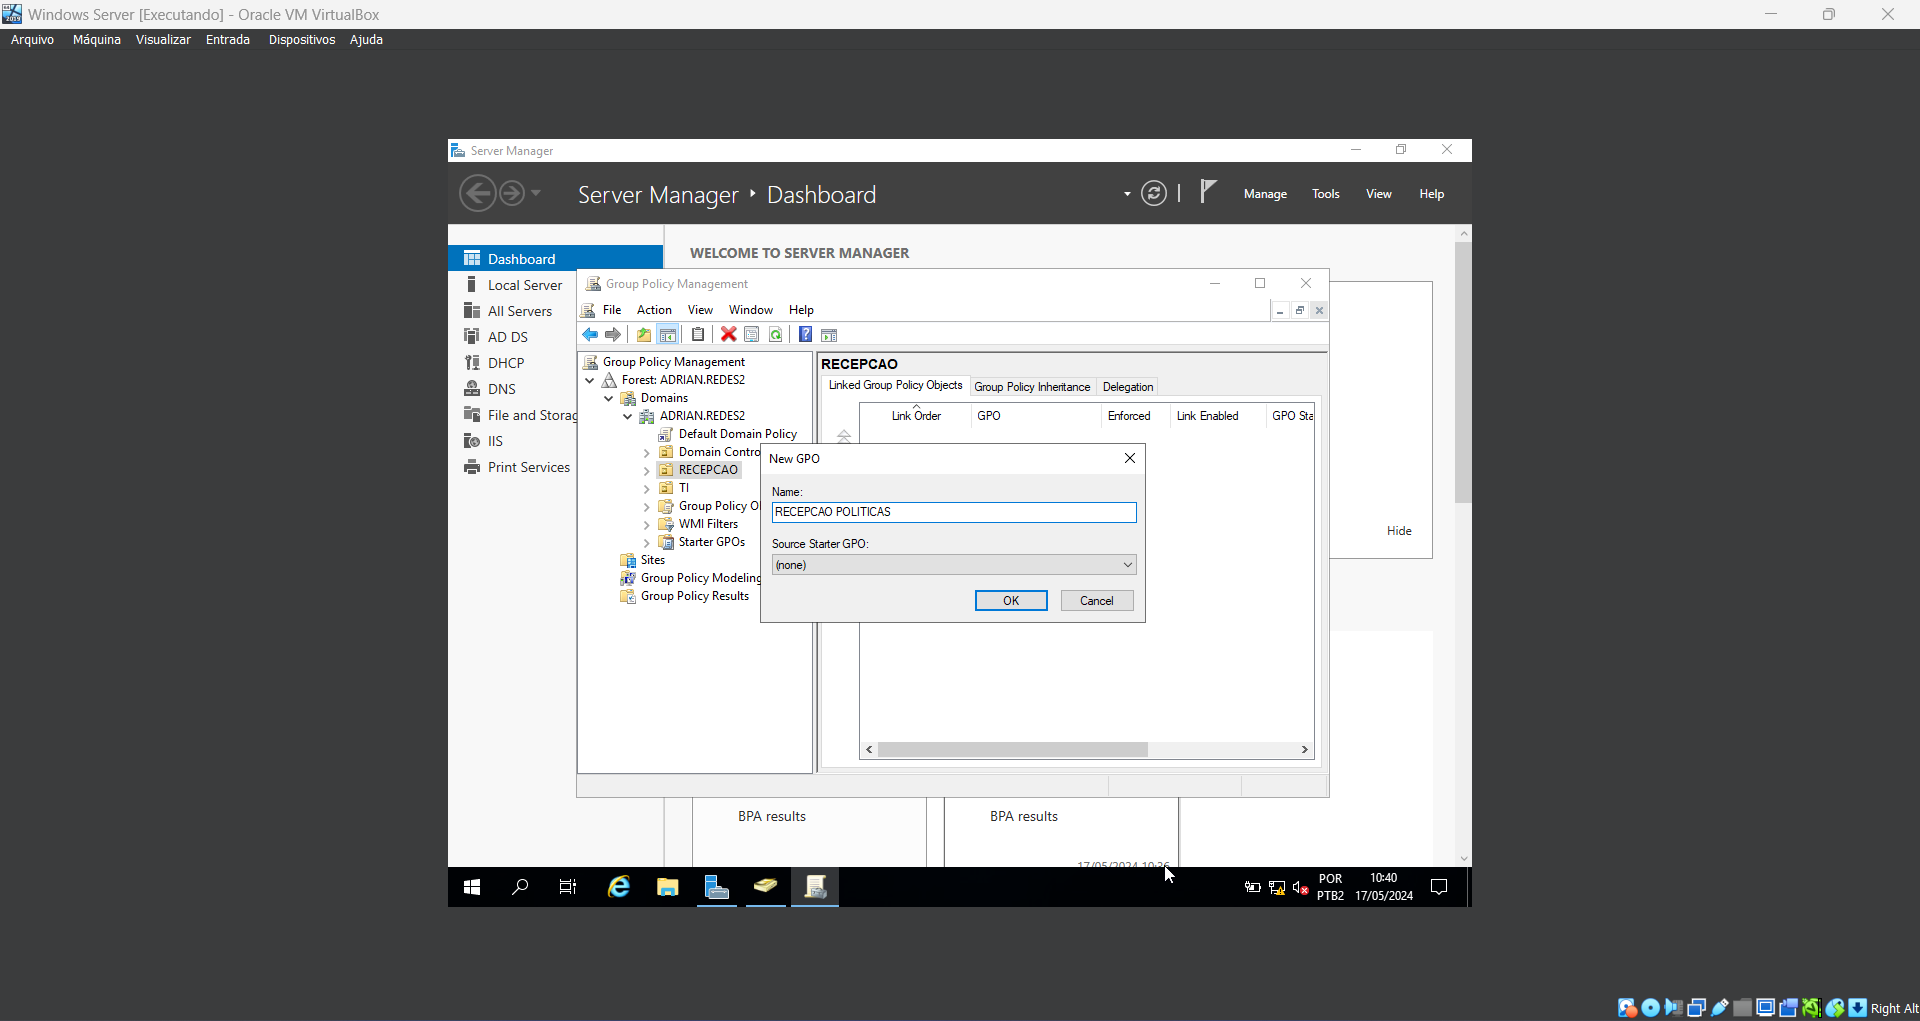 Windows Server [Executando] - Oracle VM VirtualBox
Arquivo Máquina Visualizar Entrada Dispositivos Ajuda
Server Manager
Server Manager Dashboard
Manage Tools View Help
WELCOME TO SERVER MANAGER
Dashboard
Local Server
All Servers
AD DS
DHCP
DNS
File and Storag
IIS
Print Services
Group Policy Management
File Action View Window Help
Group Policy Management
Forest: ADRIAN.REDES2
Domains
ADRIAN.REDES2
Default Domain Policy
Domain Contro
RECEPCAO
TI
Group Policy O
WMI Filters
Starter GPOs
Sites
Group Policy Modeling
Group Policy Results
RECEPCAO
Linked Group Policy Objects Group Policy Inheritance Delegation
Link Order GPO Enforced Link Enabled GPO Sta
New GPO
Name:
RECEPCAO POLITICAS
Source Starter GPO:
(none)
OK Cancel
Hide
BPA results BPA results
17/05/2024 10:36
POR
PTB2
10:40
17/05/2024
Right Alt